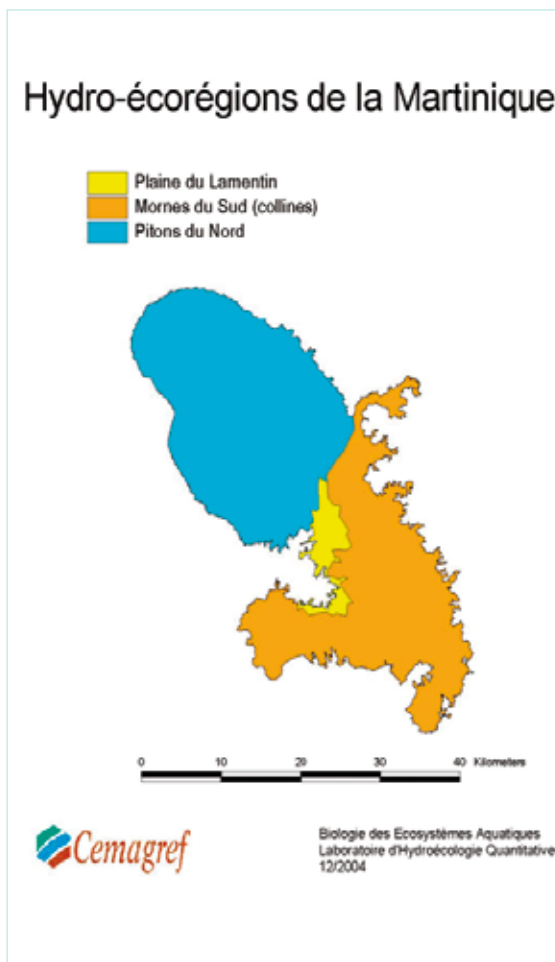 Hydro-écorégions de la Martinique
Plaine du Lamentin
Mornes du Sud (collines)
Pitons du Nord
0 10 20 30 40 Kilometers
Cemagref
Biologie des Ecosystèmes Aquatiques
Laboratoire d'Hydroécologie Quantitative
12/2004